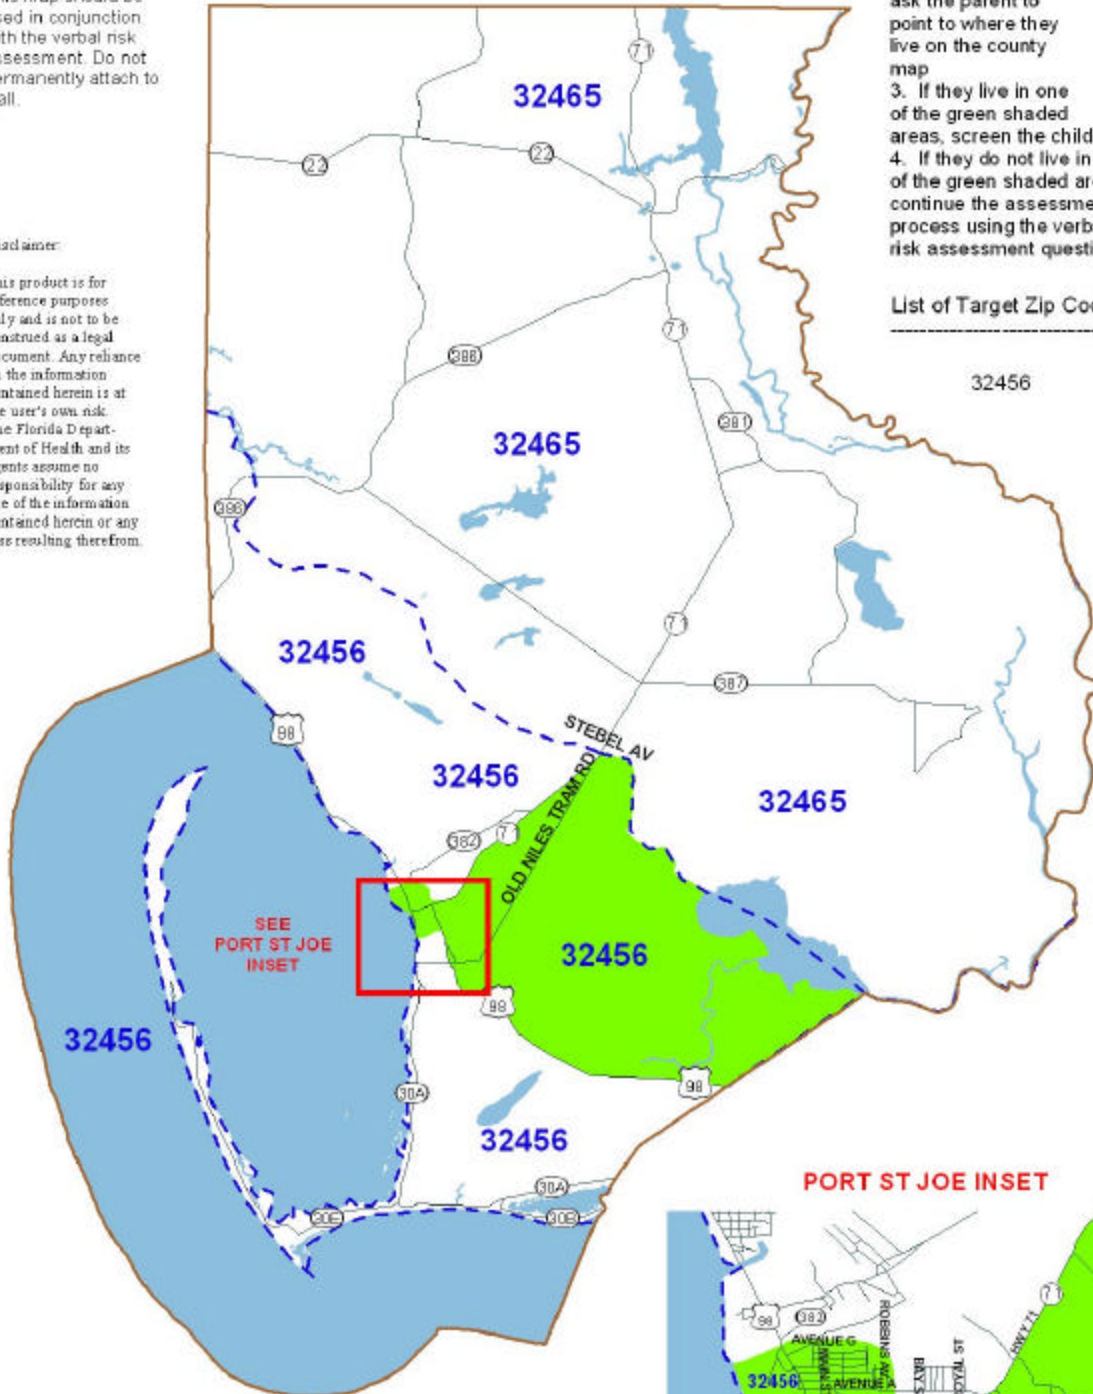 sed in conjunction
th the verbal risk
ssessment. Do not
ermanently attach to
all.
sclaimer:
his product is for
ference purposes
ly and is not to be
nstrued as a legal
cument. Any reliance
the information
ntained herein is at
e user's own risk.
he Florida Depart-
ent of Health and its
gents assume no
sponsibility for any
e of the information
ntained herein or any
ss resulting therefrom.
ask the parent to
point to where they
live on the county
map
3. If they live in one
of the green shaded
areas, screen the child
4. If they do not live in
of the green shaded are
continue the assessme
process using the verb
risk assessment questi
List of Target Zip Co
32456
71
32465
22
22
71
386
381
32465
386
71
32456
387
98
STEBEL AV
32456
32465
OLD NILES TRAM RD
382
71
SEE
PORT ST JOE
INSET
32456
98
32456
98
30A
32456
30A
30E
30B
PORT ST JOE INSET
71
98
382
HWY 71
ROBBINS AV
AVENUE G
32456
AVENUE A